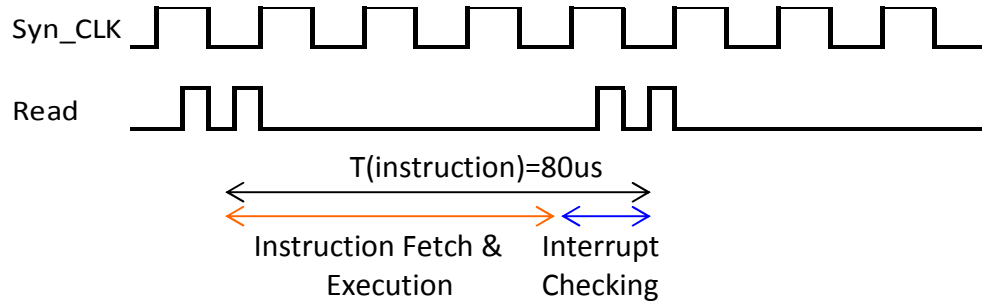 Syn_CLK
Read
T(instruction)=80us
Instruction Fetch & Interrupt
Execution Checking